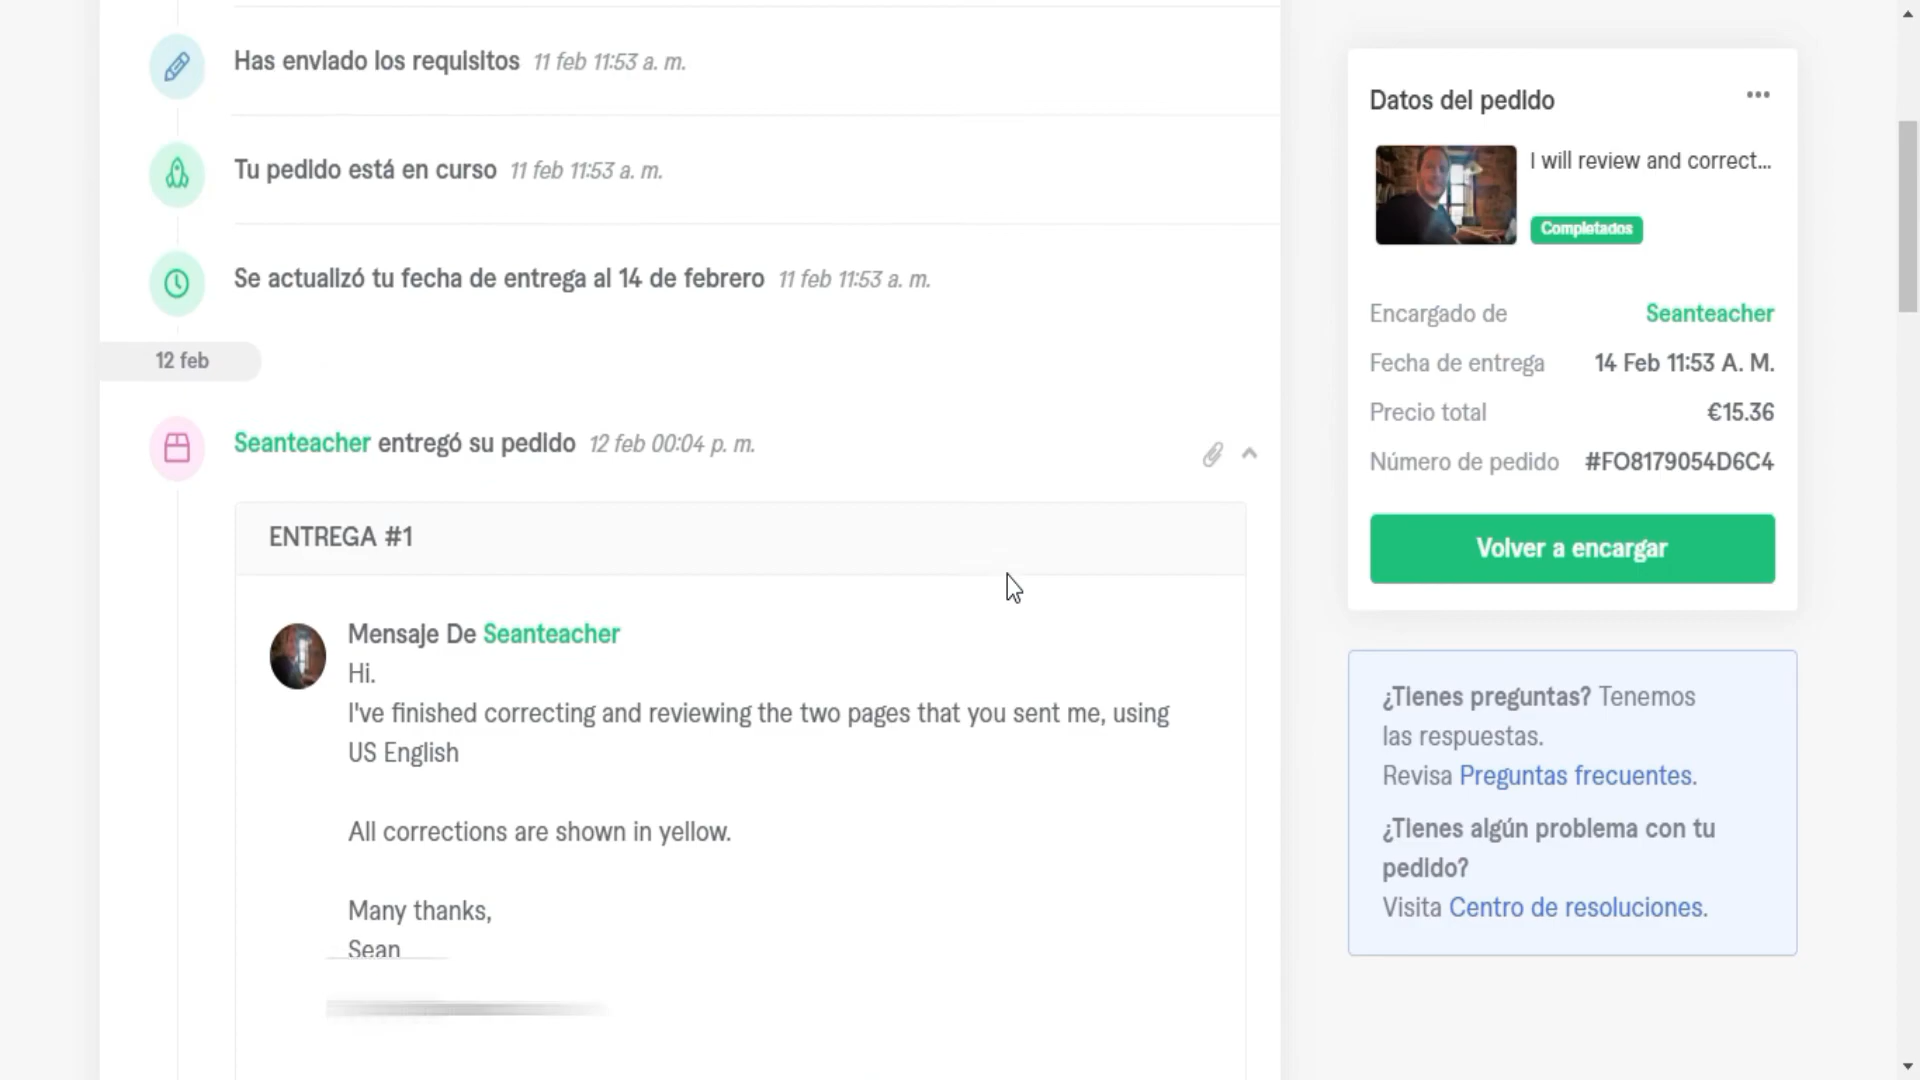 Has enviado los requisitos 11 feb 11:53 a. m.
Tu pedido está en curso 11 feb 11:53 a. m.
Se actualizó tu fecha de entrega al 14 de febrero 11 feb 11:53 a. m.
12 feb
Seanteacher entregó su pedido 12 feb 00:04 p. m.
ENTREGA #1
Mensaje De Seanteacher
Hi.
I've finished correcting and reviewing the two pages that you sent me, using
US English
All corrections are shown in yellow.
Many thanks,
Sean
Datos del pedido
I will review and correct...
Completados
Encargado de Seanteacher
Fecha de entrega 14 Feb 11:53 A. M.
Precio total €15.36
Número de pedido #FO8179054D6C4
Volver a encargar
¿Tienes preguntas? Tenemos
las respuestas.
Revisa Preguntas frecuentes.
¿Tienes algún problema con tu
pedido?
Visita Centro de resoluciones.